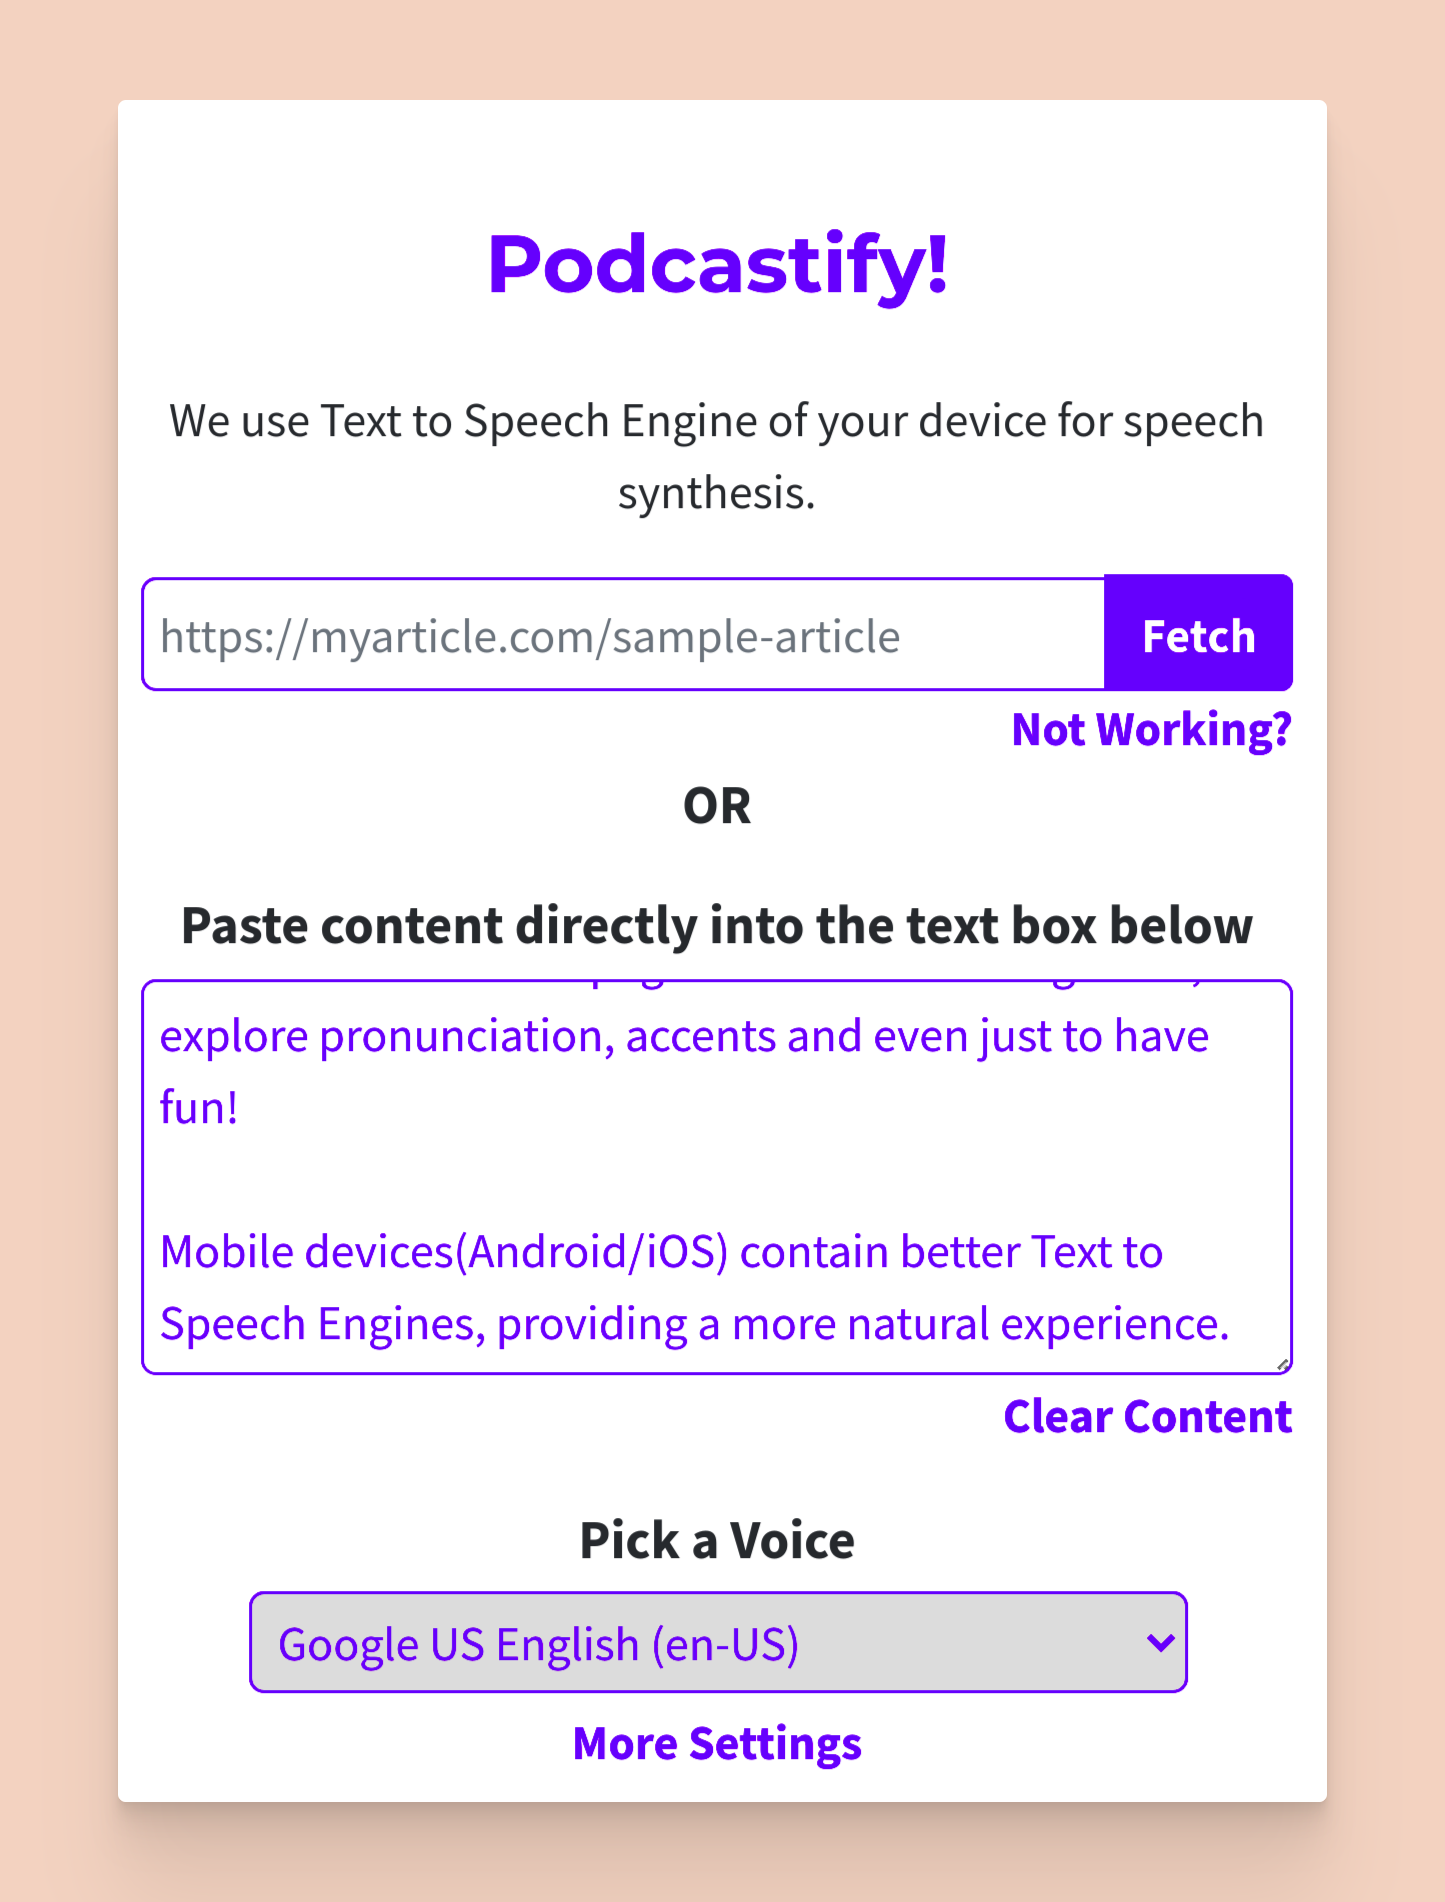 Podcastify!
We use Text to Speech Engine of your device for speech
synthesis.
https://myarticle.com/sample-article
Fetch
Not Working?
OR
Paste content directly into the text box below
explore pronunciation, accents and even just to have
fun!
Mobile devices(Android/iOS) contain better Text to
Speech Engines, providing a more natural experience.
Clear Content
Pick a Voice
Google US English (en-US)
More Settings